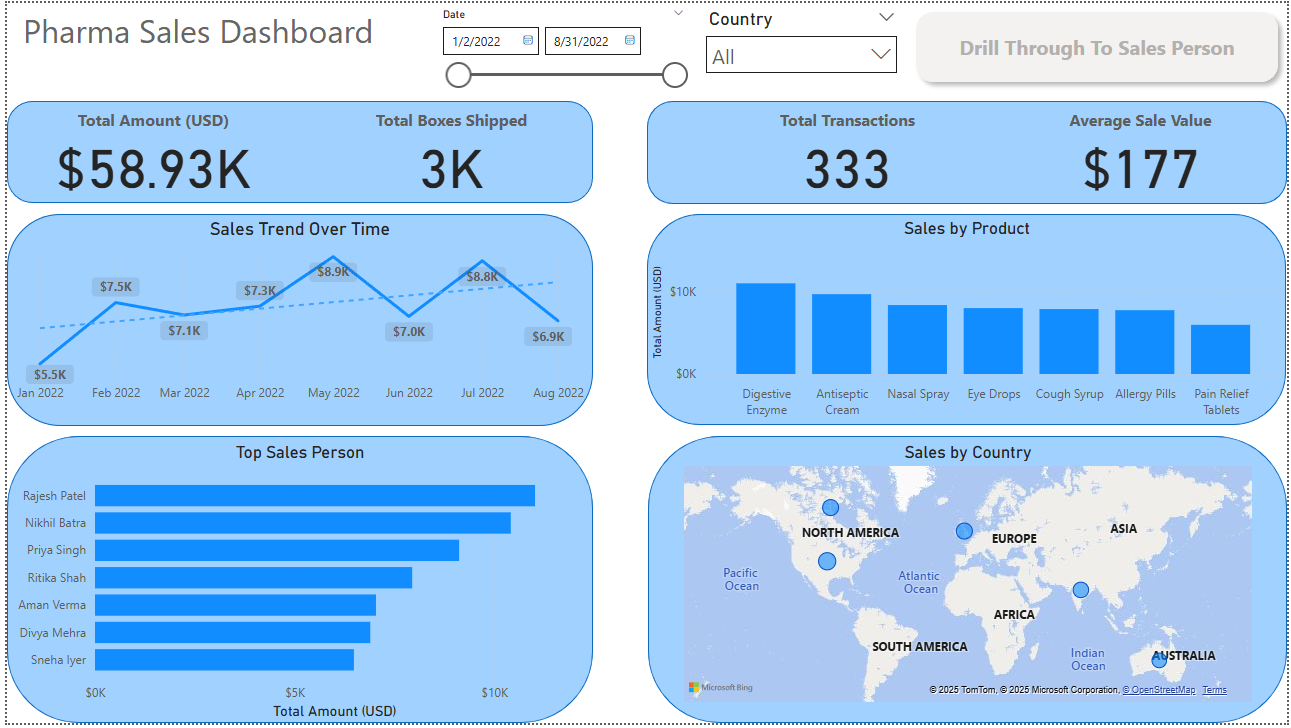 Pharma Sales Dashboard
Date
1/2/2022
8/31/2022
Country
All
Drill Through To Sales Person
Total Amount (USD)
$58.93K
Total Boxes Shipped
3K
Total Transactions
333
Average Sale Value
$177
Sales Trend Over Time
$5.5K
$7.5K
$7.1K
$7.3K
$8.9K
$7.0K
$8.8K
$6.9K
Jan 2022
Feb 2022
Mar 2022
Apr 2022
May 2022
Jun 2022
Jul 2022
Aug 2022
Sales by Product
Total Amount (USD)
$10K
$0K
Digestive
Enzyme
Antiseptic
Cream
Nasal Spray
Eye Drops
Cough Syrup
Allergy Pills
Pain Relief
Tablets
Top Sales Person
Rajesh Patel
Nikhil Batra
Priya Singh
Ritika Shah
Aman Verma
Divya Mehra
Sneha Iyer
$0K
$5K
$10K
Total Amount (USD)
Sales by Country
NORTH AMERICA
EUROPE
ASIA
Pacific
Ocean
Atlantic
Ocean
AFRICA
SOUTH AMERICA
Indian
Ocean
AUSTRALIA
Microsoft Bing
© 2025 TomTom, © 2025 Microsoft Corporation, © OpenStreetMap Terms